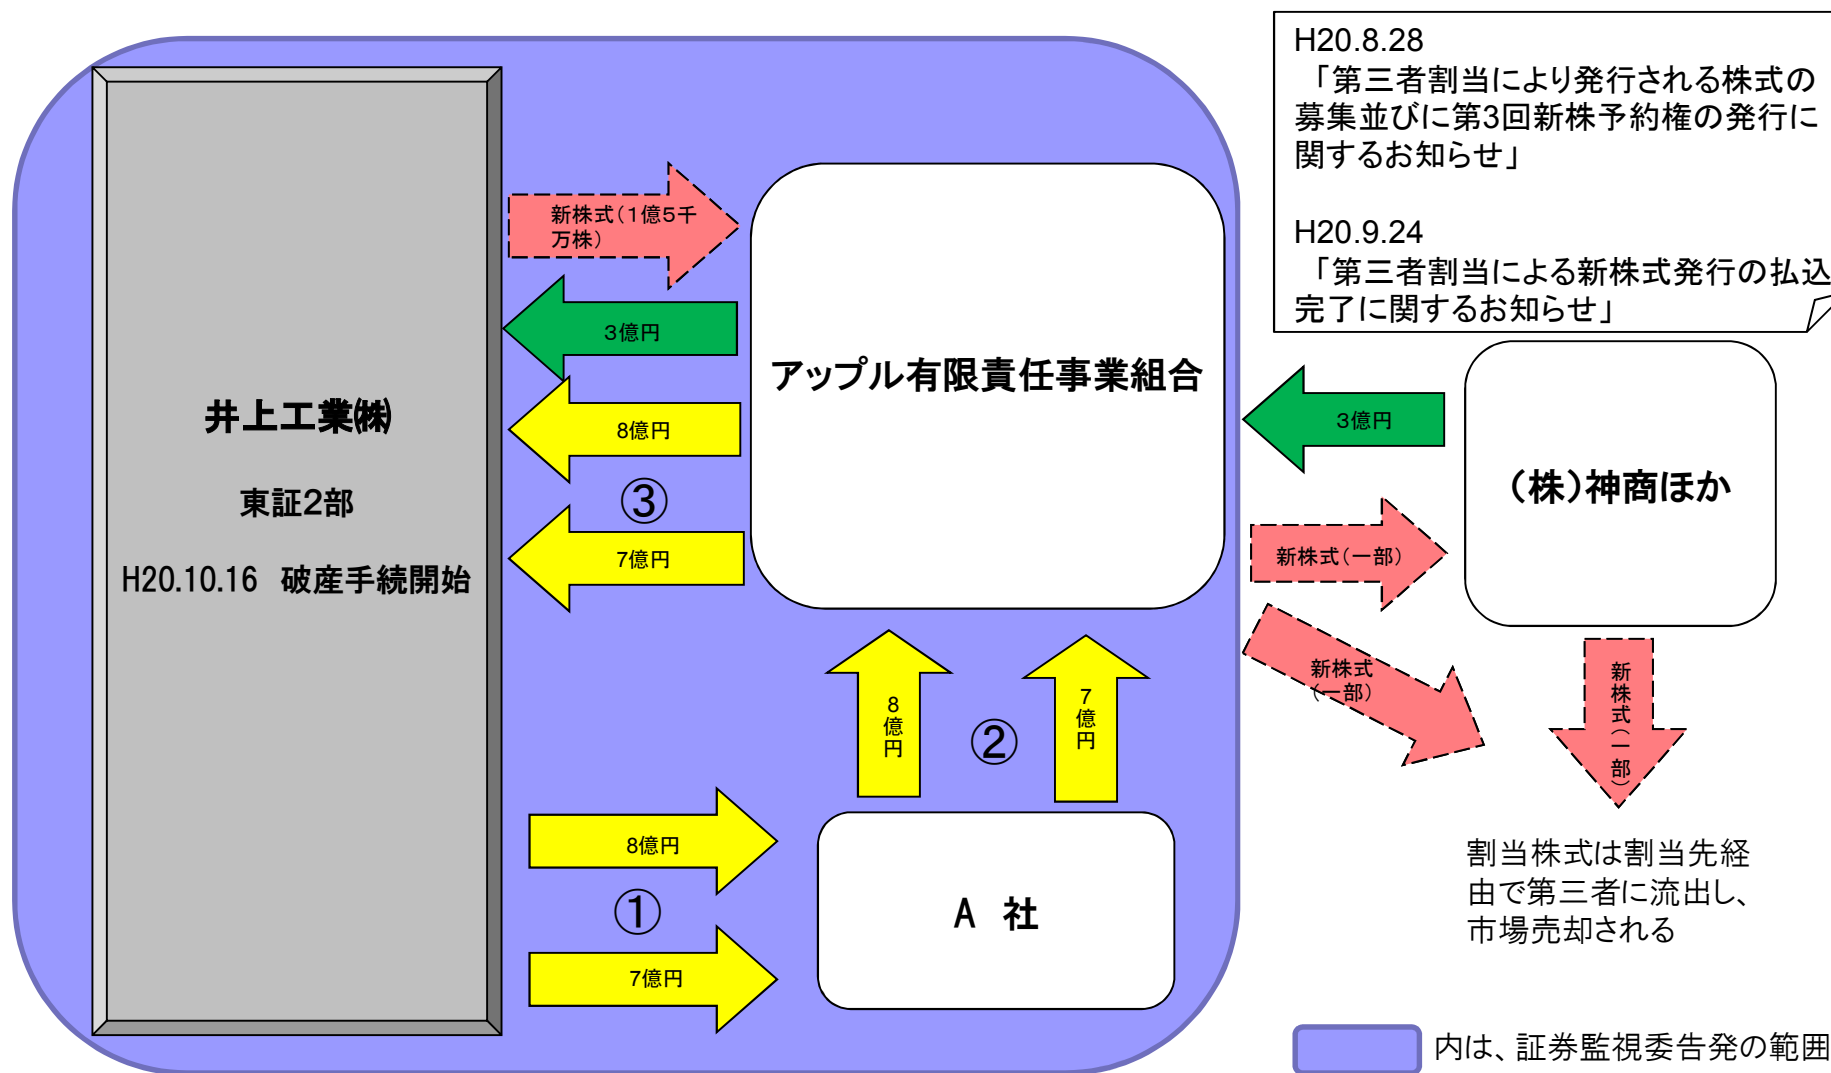 H20.8.28
「第三者割当により発行される株式の
募集並びに第3回新株予約権の発行に
関するお知らせ」
H20.9.24
「第三者割当による新株式発行の払込
完了に関するお知らせ」
新株式(1億5千
万株)
3億円
アップル有限責任事業組合
井上工業㈱
東証2部
H20.10.16 破産手続開始
8億円
③
7億円
3億円
(株)神商ほか
新株式(一部)
新株式
(一部)
新株式(一部)
8億円
②
7億円
8億円
①
7億円
A 社
割当株式は割当先経
由で第三者に流出し、
市場売却される
内は、証券監視委告発の範囲